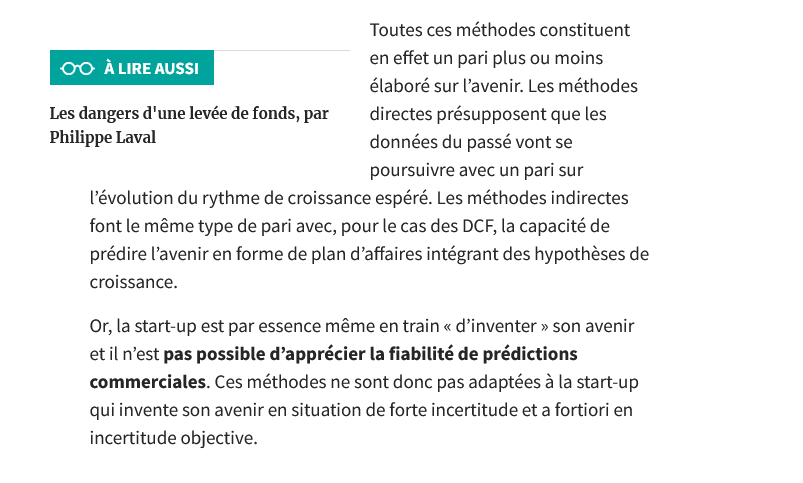 À LIRE AUSSI
Les dangers d'une levée de fonds, par
Philippe Laval
Toutes ces méthodes constituent
en effet un pari plus ou moins
élaboré sur l’avenir. Les méthodes
directes présupposent que les
données du passé vont se
poursuivre avec un pari sur
l’évolution du rythme de croissance espéré. Les méthodes indirectes
font le même type de pari avec, pour le cas des DCF, la capacité de
prédire l’avenir en forme de plan d’affaires intégrant des hypothèses de
croissance.
Or, la start-up est par essence même en train « d’inventer » son avenir
et il n’est pas possible d’apprécier la fiabilité de prédictions
commerciales. Ces méthodes ne sont donc pas adaptées à la start-up
qui invente son avenir en situation de forte incertitude et a fortiori en
incertitude objective.